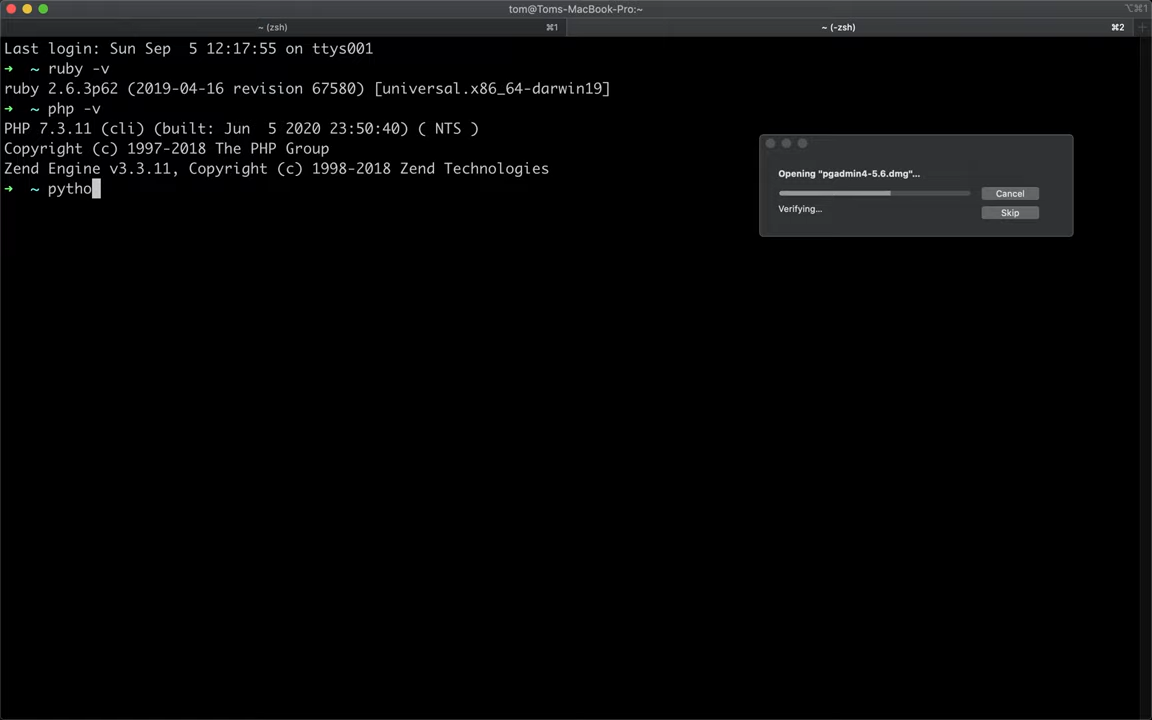 tom@Toms-MacBook-Pro:~
⌥⌘1
~ (zsh)
⌘1
~ (-zsh)
⌘2
Last login: Sun Sep  5 12:17:55 on ttys001
➜  ~ ruby -v
ruby 2.6.3p62 (2019-04-16 revision 67580) [universal.x86_64-darwin19]
➜  ~ php -v
PHP 7.3.11 (cli) (built: Jun  5 2020 23:50:40) ( NTS )
Copyright (c) 1997-2018 The PHP Group
Zend Engine v3.3.11, Copyright (c) 1998-2018 Zend Technologies
➜  ~ pytho
Opening "pgadmin4-5.6.dmg"...
Cancel
Verifying...
Skip